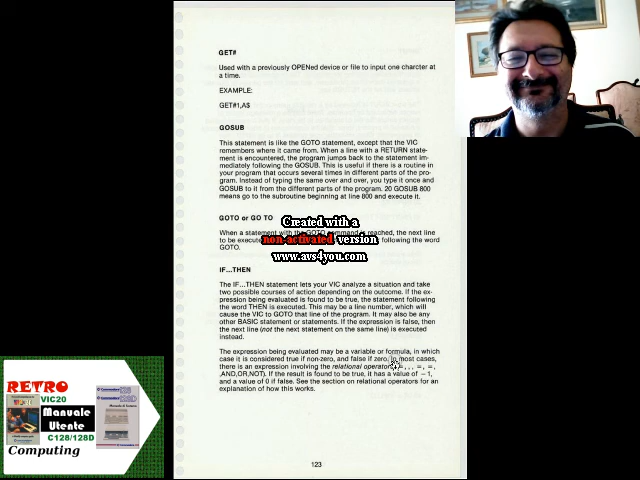 GET#
Used with a previously OPENed device or file to input one charcter at
a time.
EXAMPLE:
GET#1,A$
GOSUB
This statement is like the GOTO statement, except that the VIC
remembers where it came from. When a line with a RETURN state-
ment is encountered, the program jumps back to the statement im-
mediately following the GOSUB. This is useful if there is a routine in
your program that occurs several times in different parts of the pro-
gram. Instead of typing the same over and over, you type it once and
GOSUB to it from the different parts of the program. 20 GOSUB 800
means go to the subroutine beginning at line 800 and execute it.
GOTO or GO TO
When a statement with the GOTO command is reached, the next line
to be execute following the word
GOTO.
Created with a
non-activated version
www.avs4you.com
IF...THEN
The IF...THEN statement lets your VIC analyze a situation and take
two possible courses of action depending on the outcome. If the ex-
pression being evaluated is found to be true, the statement following
the word THEN is executed. This may be a line number, which will
cause the VIC to GOTO that line of the program. It may also be any
other BASIC statement or statements. If the expression is false, then
the next line (not the next statement on the same line) is executed
instead.
The expression being evaluated may be a variable or formula, in which
case it is considered true if non-zero, and false if zero. In most cases,
there is an expression involving the relational operators
,AND,OR,NOT). If the result is found to be true, it has a value of −1,
and a value of 0 if false. See the section on relational operators for an
explanation of how this works.
123
RETRO
VIC20
Manuale
Utente
C128/128D
Computing